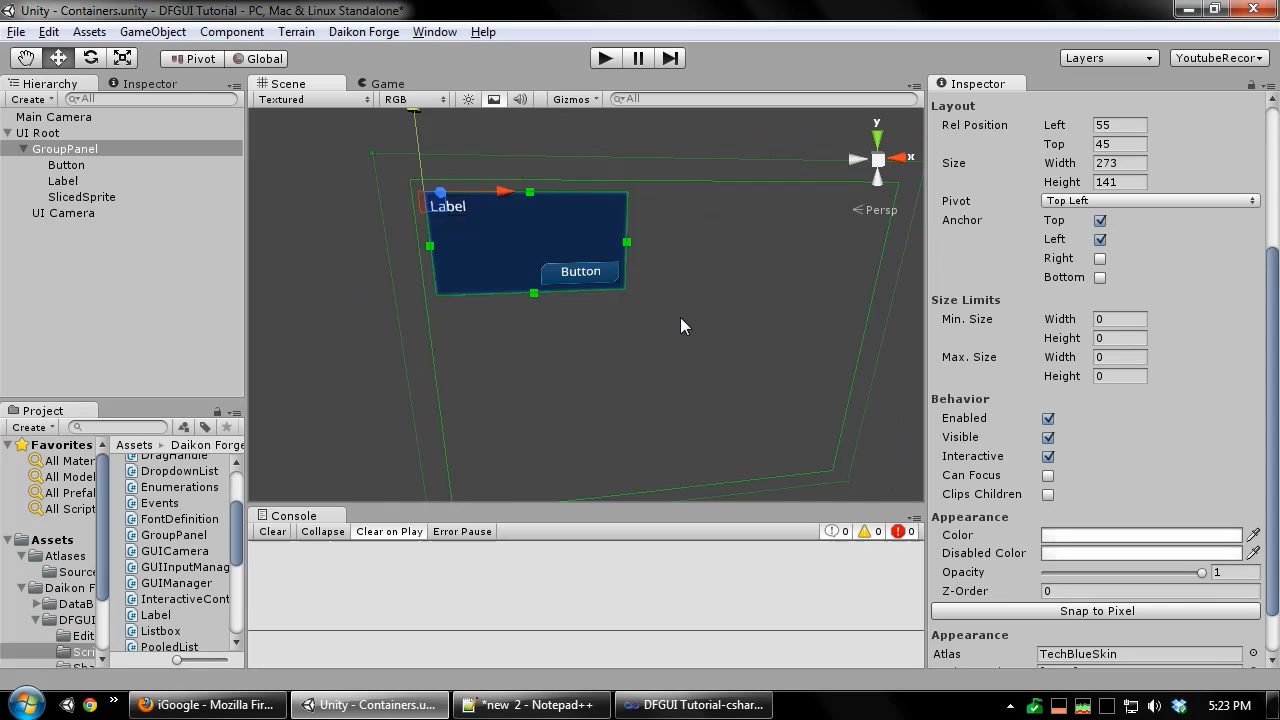 Unity - Containers.unity - DFGUI Tutorial - PC, Mac & Linux Standalone*
File Edit Assets GameObject Component Terrain Daikon Forge Window Help
Pivot Global Layers YoutubeRecor
Hierarchy Inspector
Create All
Main Camera
UI Root
GroupPanel
Button
Label
SlicedSprite
UI Camera
Project
Create
Favorites
All Mater
All Model
All Prefab
All Script
Assets
Atlases
Source
Daikon F
DataB
DFGUI
Edit
Scri
Assets Daikon Forge
DragHandle
DropdownList
Enumerations
Events
FontDefinition
GroupPanel
GUICamera
GUIInputManag
GUIManager
InteractiveCont
Label
Listbox
PooledList
Scene Game
Textured RGB Gizmos All
y
x
Persp
Label
Button
Console
Clear Collapse Clear on Play Error Pause 0 0 0
Inspector
Layout
Rel Position Left 55
Top 45
Size Width 273
Height 141
Pivot Top Left
Anchor Top
Left
Right
Bottom
Size Limits
Min. Size Width 0
Height 0
Max. Size Width 0
Height 0
Behavior
Enabled
Visible
Interactive
Can Focus
Clips Children
Appearance
Color
Disabled Color
Opacity 1
Z-Order 0
Snap to Pixel
Appearance
Atlas TechBlueSkin
iGoogle - Mozilla Fir... Unity - Containers.u... *new 2 - Notepad++ DFGUI Tutorial-cshar... 5:23 PM